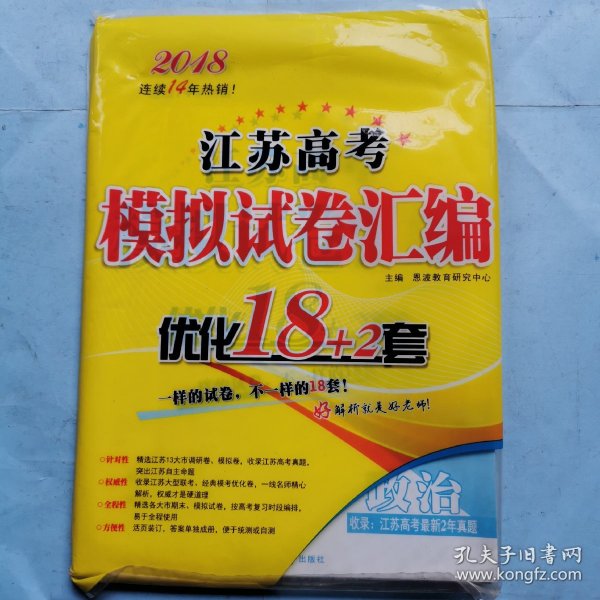 2018
连续14年热销！
江苏高考
模拟试卷汇编
主编 恩波教育研究中心
优化18+2套
一样的试卷，不一样的18套！
好解析就是好老师！
针对性 精选江苏13大市调研卷、模拟卷，收录江苏高考真题，
突出江苏自主命题
权威性 收录江苏大型联考、经典模考优化卷，一线名师精心
解析，权威才是硬道理
全程性 精选各大市期末、模拟试卷，按高考复习时段编排，
易于全程使用
方便性 活页装订、答案单独成册，便于统测或自测
政治
收录：江苏高考最新2年真题
出版社
孔夫子旧书网
www.kongfz.com